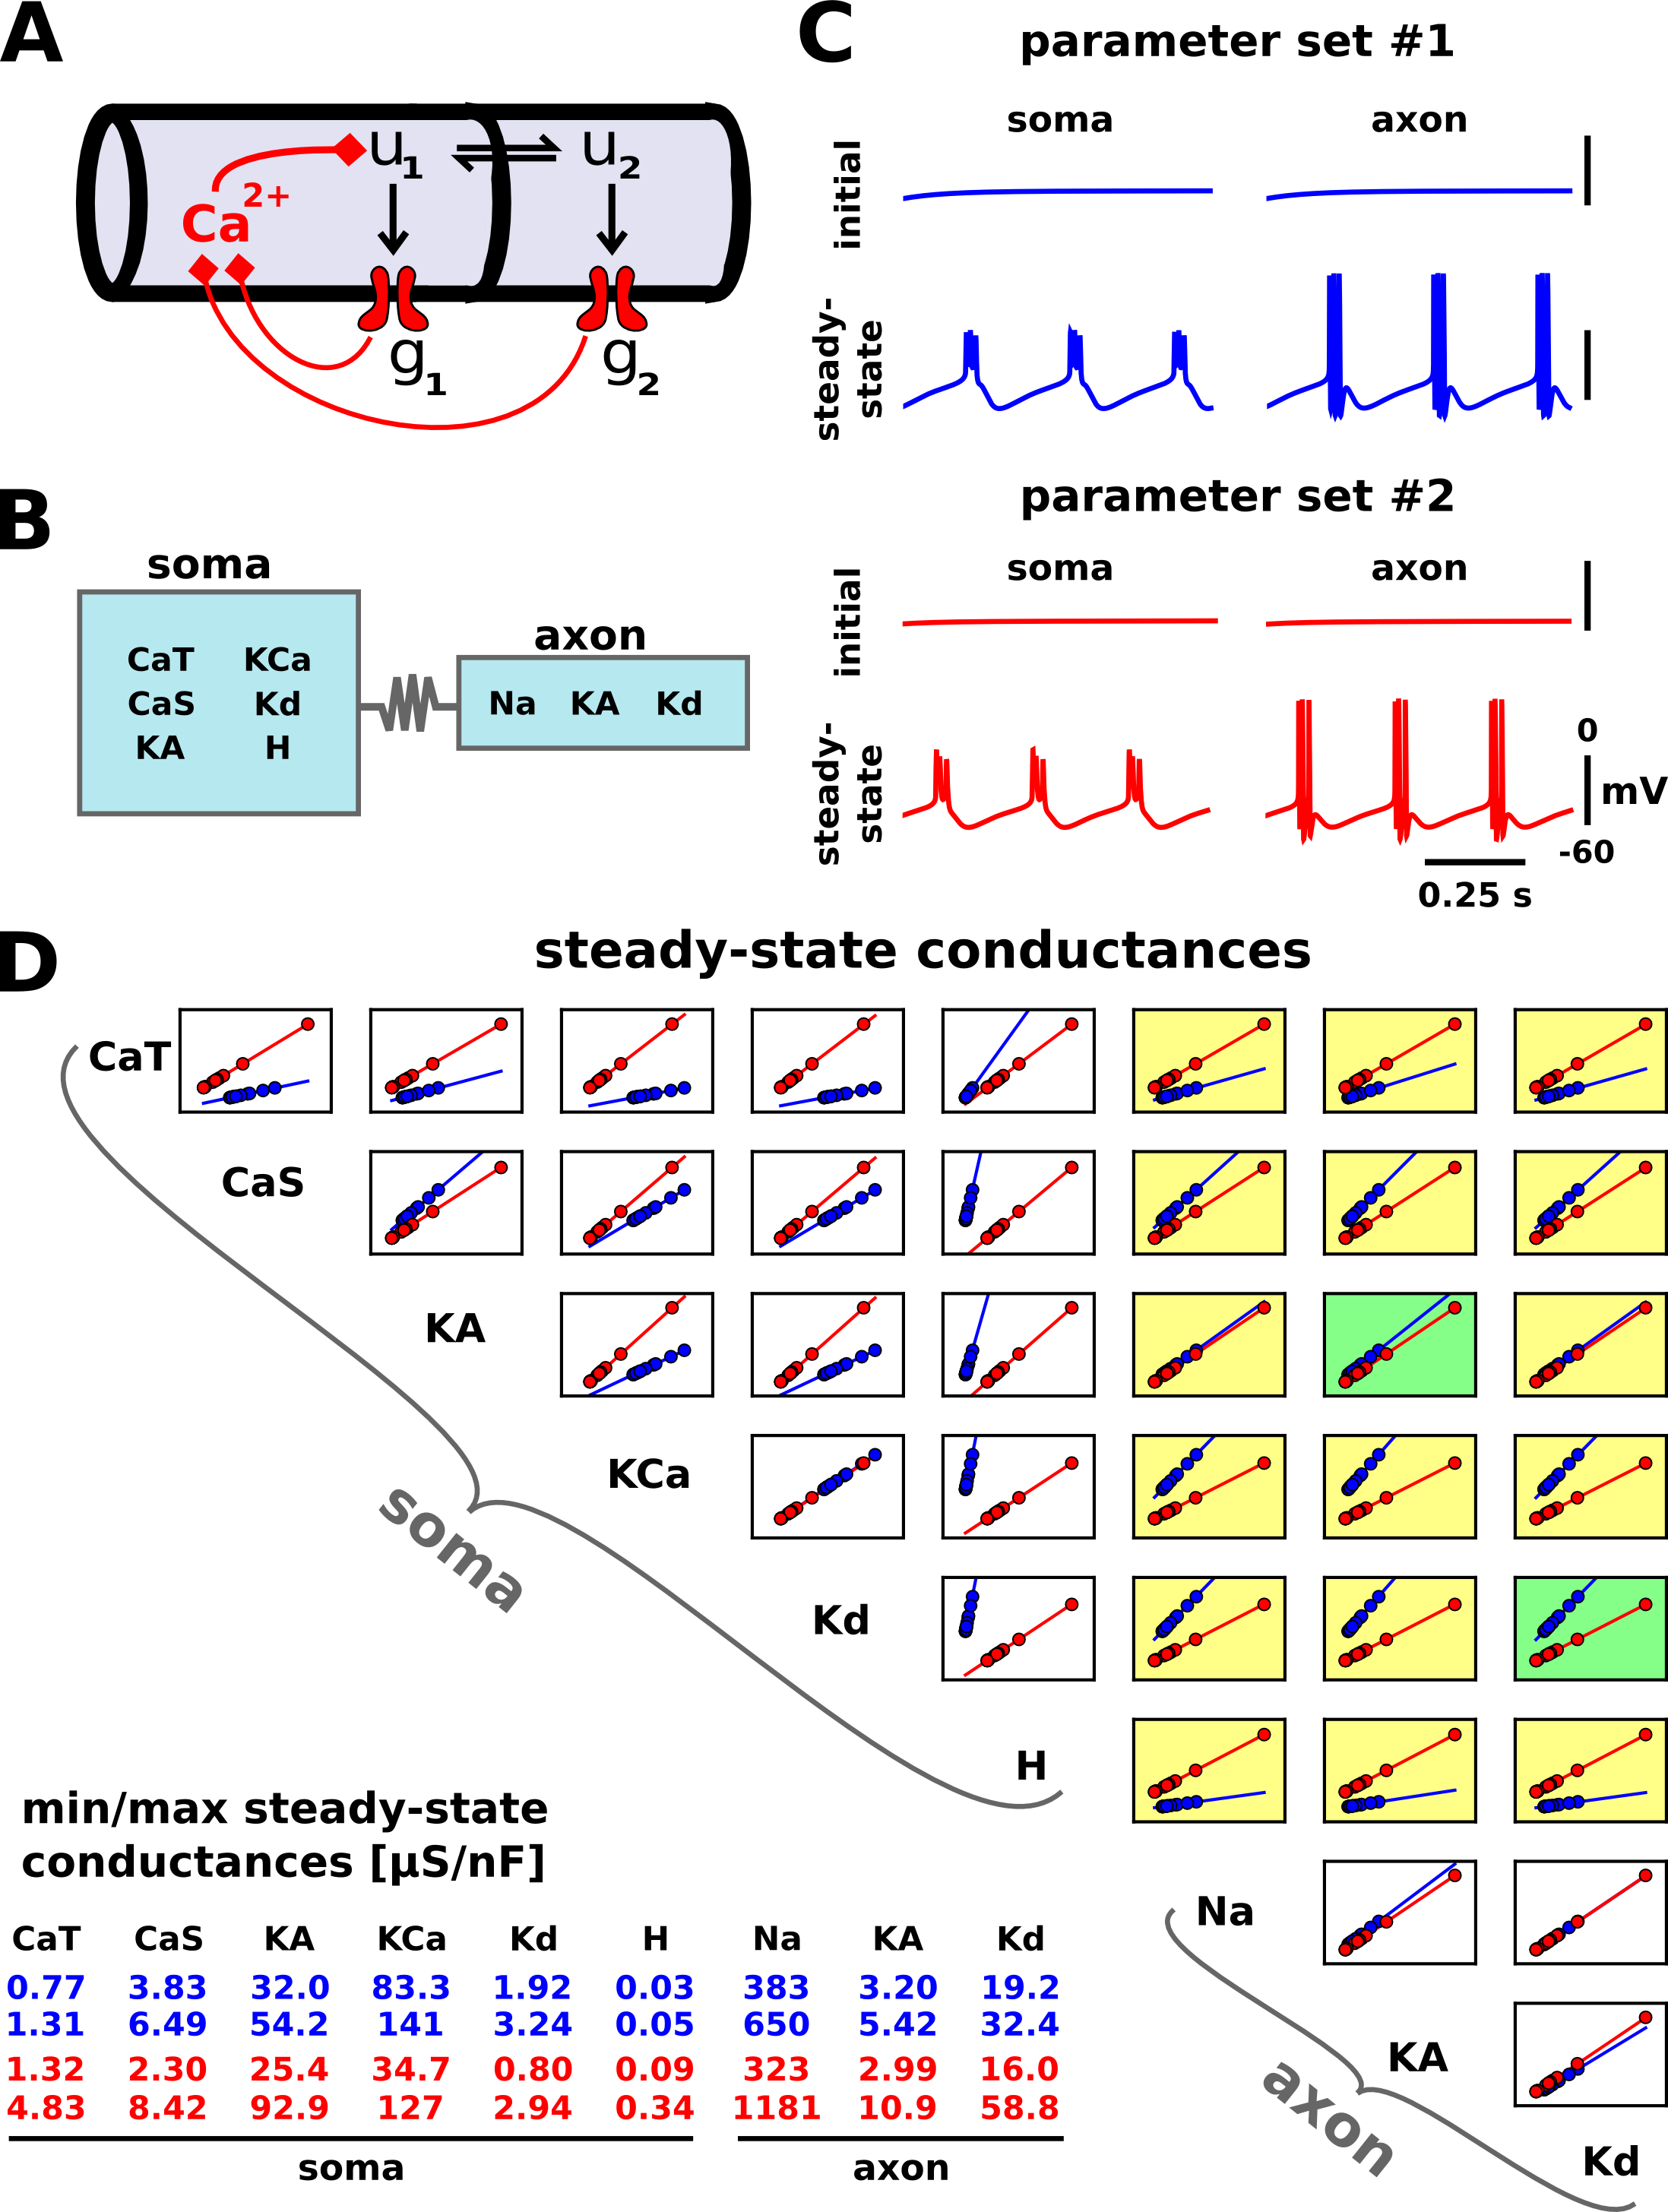 A
u1
u2
Ca2+
g1
g2
B
soma
axon
CaT KCa
CaS Kd
KA H
Na KA Kd
C
parameter set #1
soma axon
initial
steady-
state
parameter set #2
soma axon
initial
steady-
state
0
mV
-60
0.25 s
D
steady-state conductances
CaT
CaS
KA
KCa
Kd
H
Na
KA
Kd
soma
axon
min/max steady-state
conductances [µS/nF]
CaT CaS KA KCa Kd H Na KA Kd
0.77 3.83 32.0 83.3 1.92 0.03 383 3.20 19.2
1.31 6.49 54.2 141 3.24 0.05 650 5.42 32.4
1.32 2.30 25.4 34.7 0.80 0.09 323 2.99 16.0
4.83 8.42 92.9 127 2.94 0.34 1181 10.9 58.8
soma axon